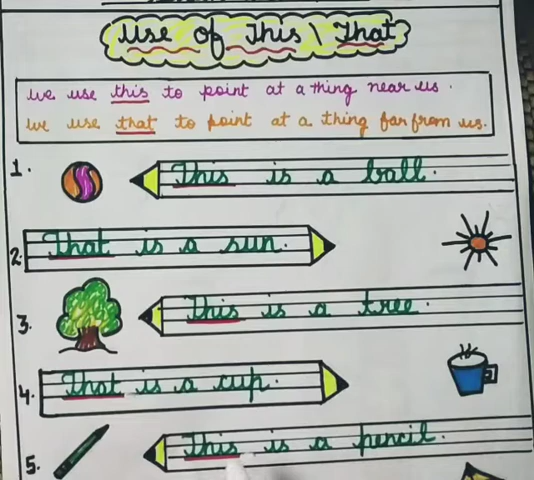 Use of This \ That
we use this to point at a thing near us.
we use that to point at a thing far from us.
1. This is a ball.
2. That is a sun.
3. This is a tree.
4. That is a cup.
5. This is a pencil.